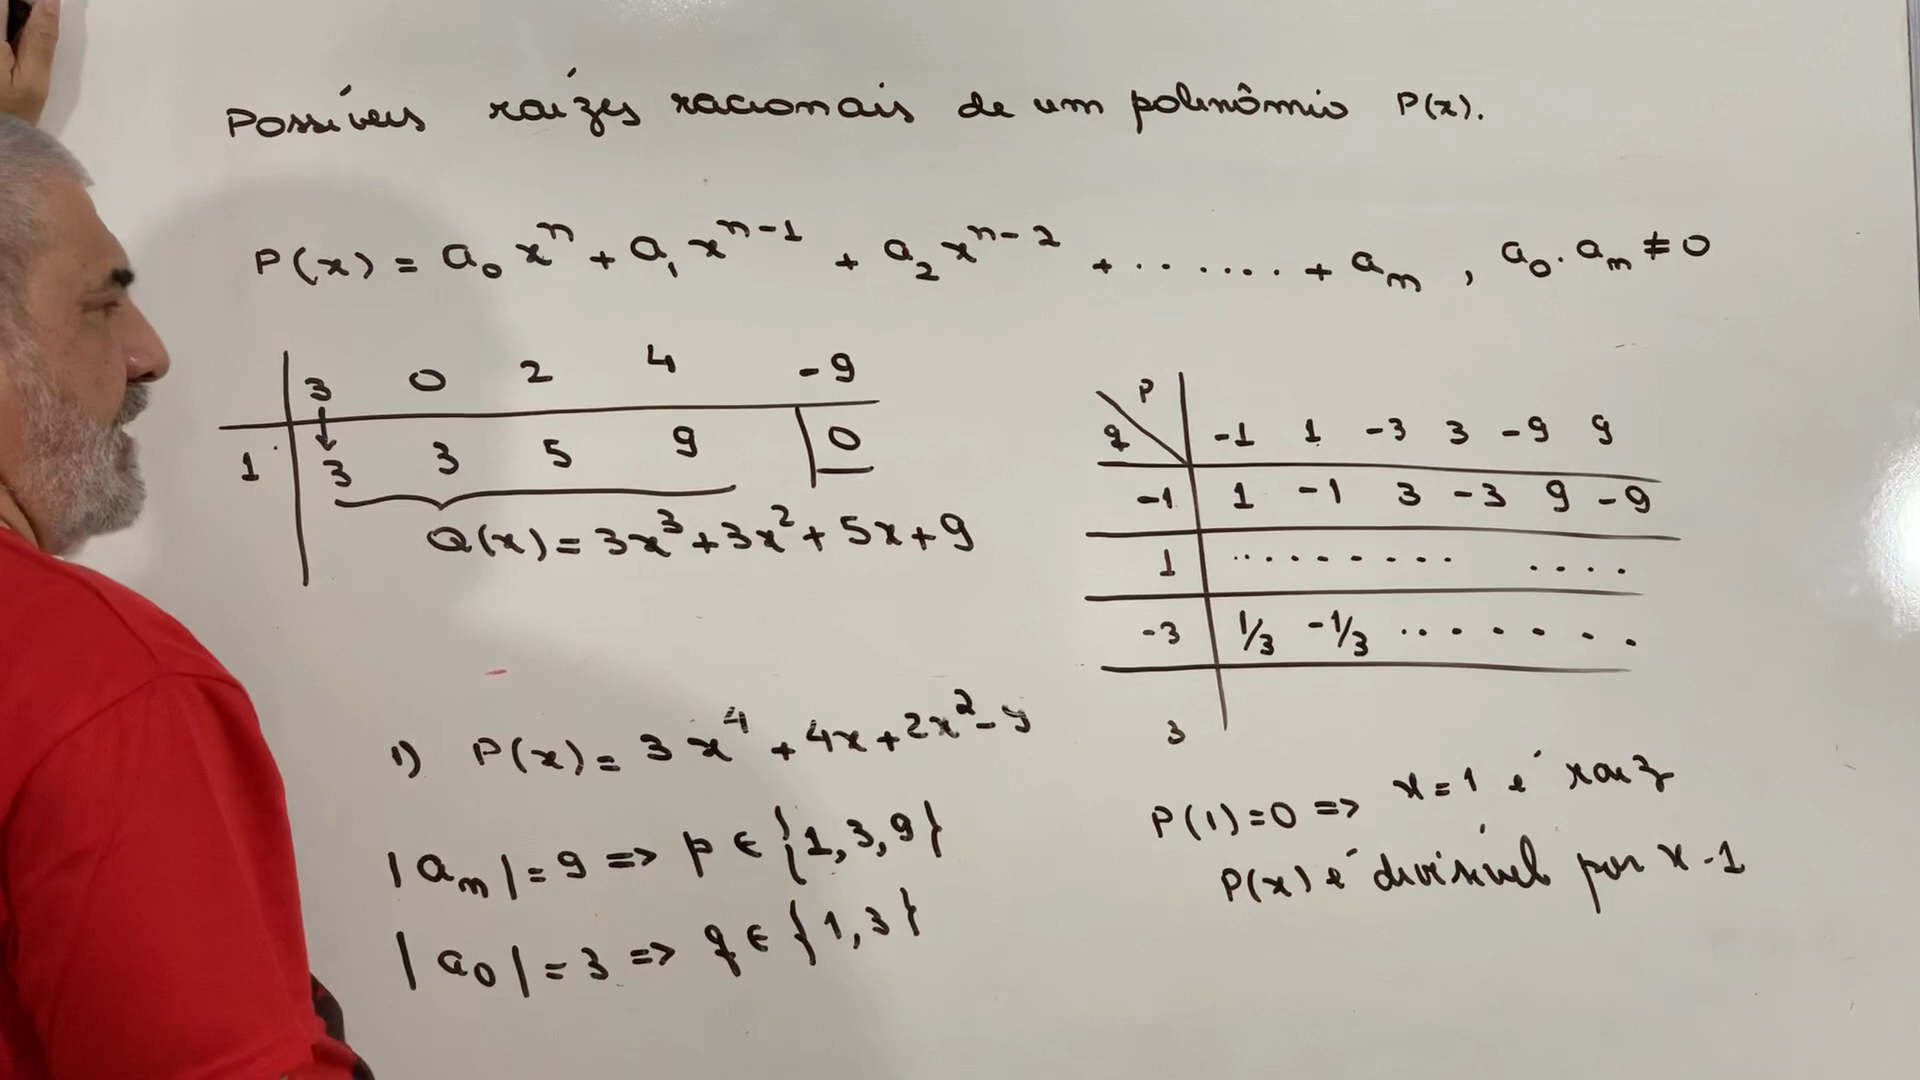 Possíveis raízes racionais de um polinômio P(x).
P(x) = a₀xⁿ + a₁xⁿ⁻¹ + a₂xⁿ⁻² + ....... + aₙ , a₀.aₙ ≠ 0
3 0 2 4 -9
1 3 3 5 9 0
Q(x) = 3x³ + 3x² + 5x + 9
p
q -1 1 -3 3 -9 9
-1 1 -1 3 -3 9 -9
1 ......... ....
-3 1/3 -1/3 ........
3
1) P(x) = 3x⁴ + 4x + 2x² - 9
|aₙ| = 9 => p ∈ {1,3,9}
|a₀| = 3 => q ∈ {1,3}
P(1) = 0 => x = 1 é raiz
P(x) é divisível por x - 1